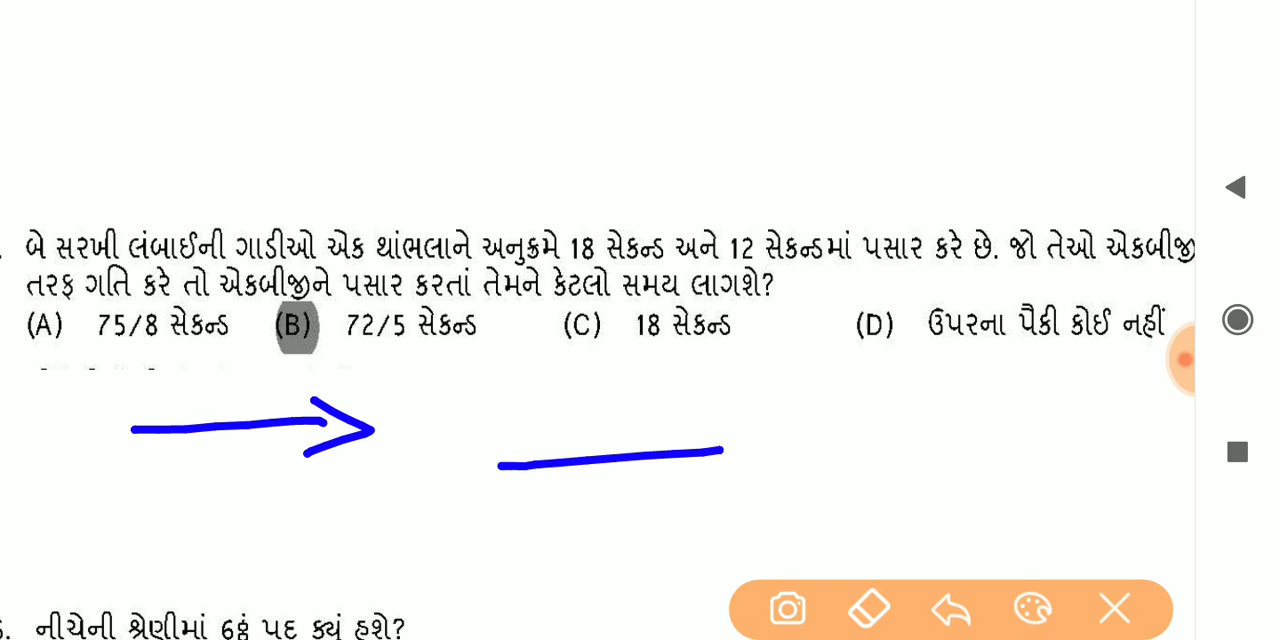 બે સરખી લંબાઈની ગાડીઓ એક થાંભલાને અનુક્રમે 18 સેકન્ડ અને 12 સેકન્ડમાં પસાર કરે છે. જો તેઓ એકબીજી
તરફ ગતિ કરે તો એકબીજીને પસાર કરતાં તેમને કેટલો સમય લાગશે?
(A) 75/8 સેકન્ડ (B) 72/5 સેકન્ડ (C) 18 સેકન્ડ (D) ઉપરના પૈકી કોઈ નહીં
નીચેની શ્રેણીમાં 6ઠ્ઠું પદ ક્યું હશે?